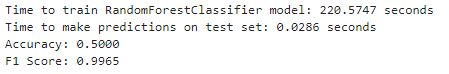 Time to train RandomForestClassifier model: 220.5747 seconds
Time to make predictions on test set: 0.0286 seconds
Accuracy: 0.5000
F1 Score: 0.9965